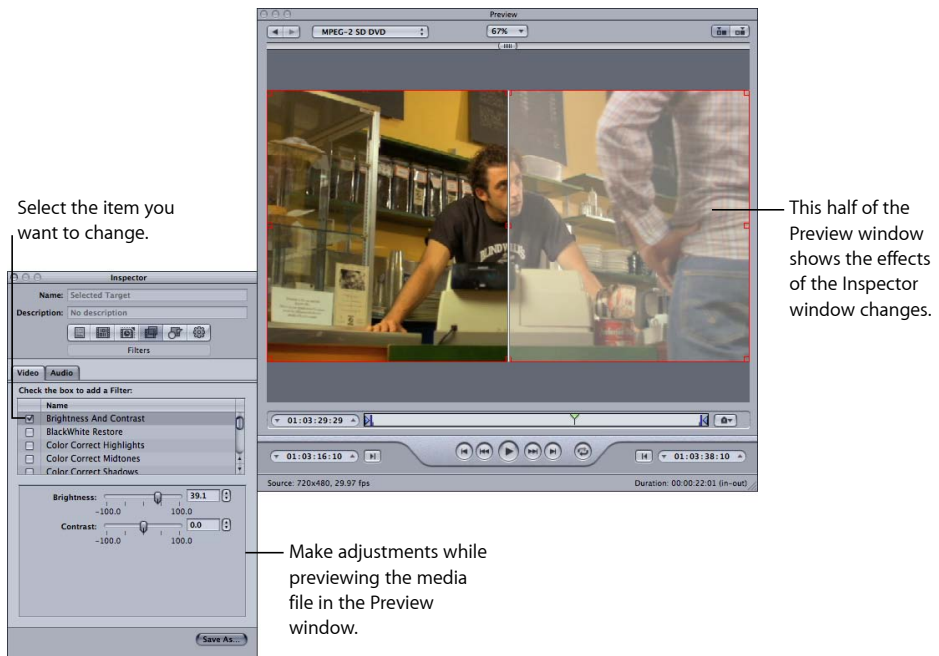 Preview
MPEG-2 SD DVD
67%
Select the item you
want to change.
This half of the
Preview window
shows the effects
of the Inspector
window changes.
Inspector
Name: Selected Target
Description: No description
Filters
Video Audio
Check the box to add a Filter:
Name
Brightness And Contrast
BlackWhite Restore
Color Correct Highlights
Color Correct Midtones
Color Correct Shadows
Brightness: 39.1
-100.0 100.0
Contrast: 0.0
-100.0 100.0
Save As...
01:03:29:29
01:03:16:10
01:03:38:10
Source: 720x480, 29.97 fps
Duration: 00:00:22:01 (in-out)
Make adjustments while
previewing the media
file in the Preview
window.